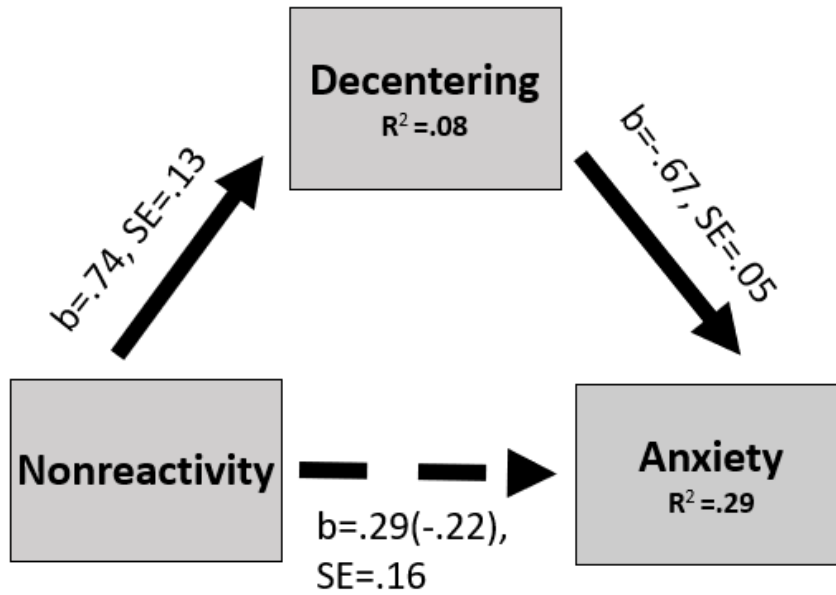 Decentering
R² =.08
b=.74, SE=.13
b=-.67, SE=.05
Nonreactivity
Anxiety
R² =.29
b=.29(-.22),
SE=.16